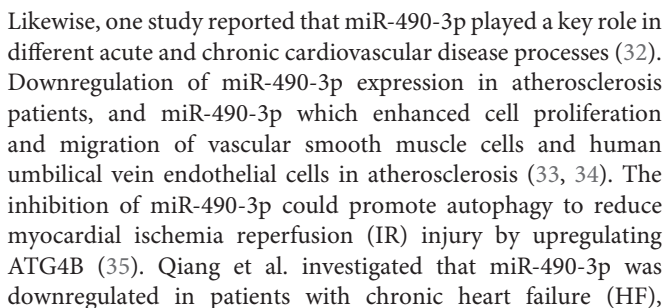 Likewise, one study reported that miR-490-3p played a key role in
different acute and chronic cardiovascular disease processes (32).
Downregulation of miR-490-3p expression in atherosclerosis
patients, and miR-490-3p which enhanced cell proliferation
and migration of vascular smooth muscle cells and human
umbilical vein endothelial cells in atherosclerosis (33, 34). The
inhibition of miR-490-3p could promote autophagy to reduce
myocardial ischemia reperfusion (IR) injury by upregulating
ATG4B (35). Qiang et al. investigated that miR-490-3p was
downregulated in patients with chronic heart failure (HF),